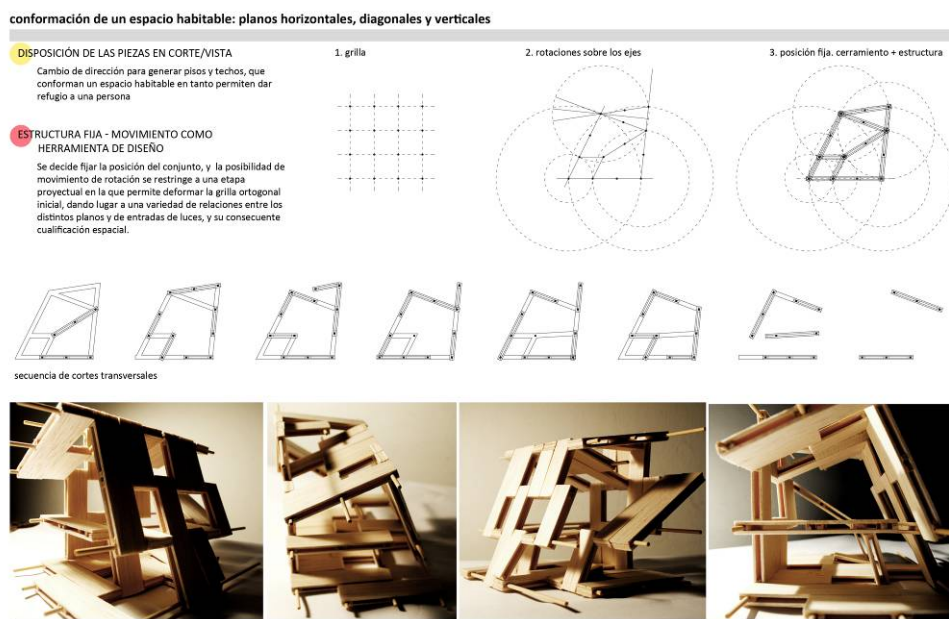 conformación de un espacio habitable: planos horizontales, diagonales y verticales
DISPOSICIÓN DE LAS PIEZAS EN CORTE/VISTA
Cambio de dirección para generar pisos y techos, que
conforman un espacio habitable en tanto permiten dar
refugio a una persona
ESTRUCTURA FIJA - MOVIMIENTO COMO
HERRAMIENTA DE DISEÑO
Se decide fijar la posición del conjunto, y la posibilidad de
movimiento de rotación se restringe a una etapa
proyectual en la que permite deformar la grilla ortogonal
inicial, dando lugar a una variedad de relaciones entre los
distintos planos y de entradas de luces, y su consecuente
cualificación espacial.
1. grilla
2. rotaciones sobre los ejes
3. posición fija. cerramiento + estructura
secuencia de cortes transversales